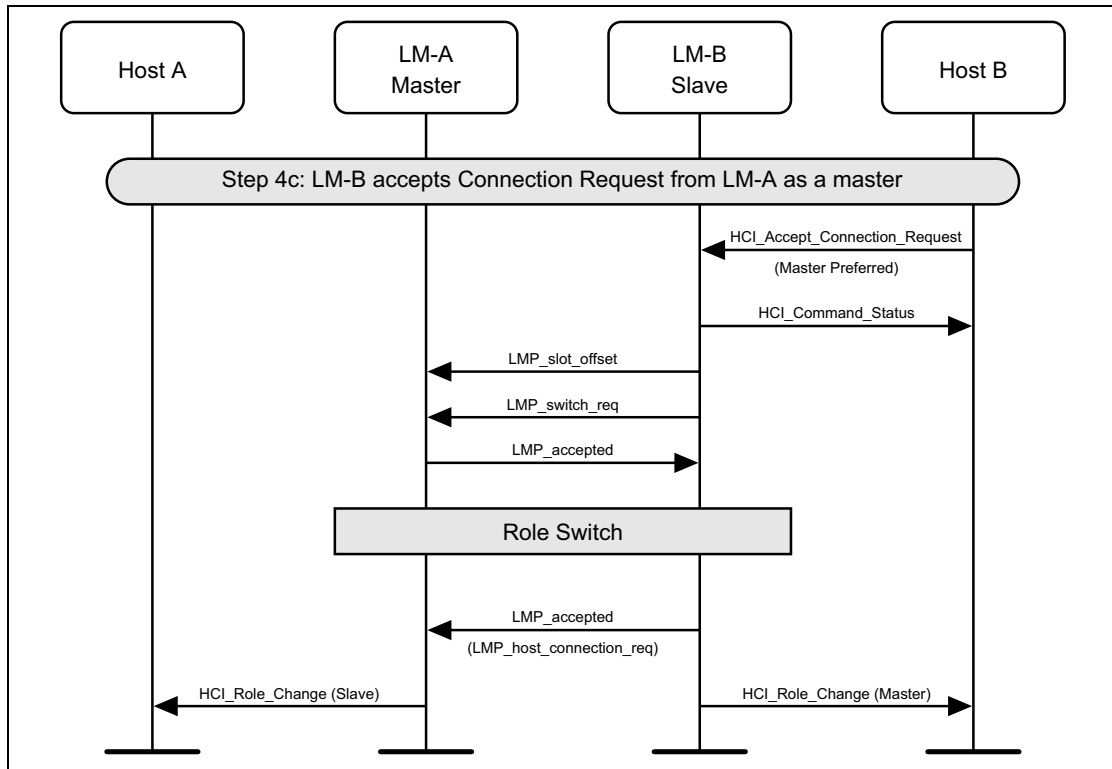 Host A
LM-A
Master
LM-B
Slave
Host B
Step 4c: LM-B accepts Connection Request from LM-A as a master
HCI_Accept_Connection_Request
(Master Preferred)
HCI_Command_Status
LMP_slot_offset
LMP_switch_req
LMP_accepted
Role Switch
LMP_accepted
(LMP_host_connection_req)
HCI_Role_Change (Slave)
HCI_Role_Change (Master)